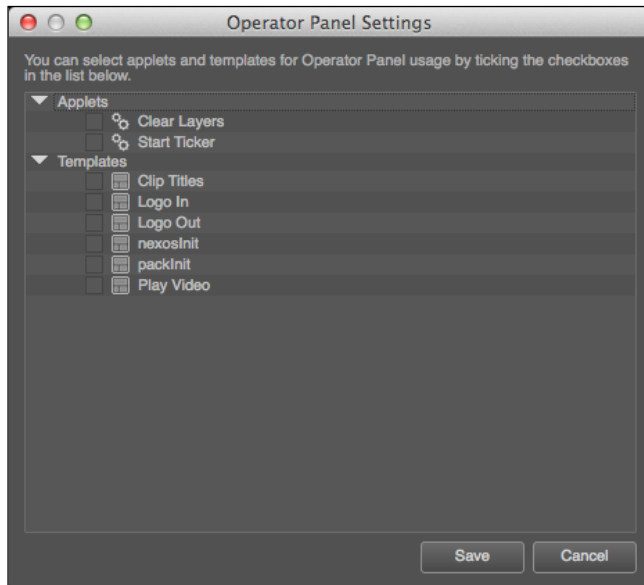 Operator Panel Settings
You can select applets and templates for Operator Panel usage by ticking the checkboxes
in the list below.
Applets
Clear Layers
Start Ticker
Templates
Clip Titles
Logo In
Logo Out
nexosInit
packInit
Play Video
Save
Cancel